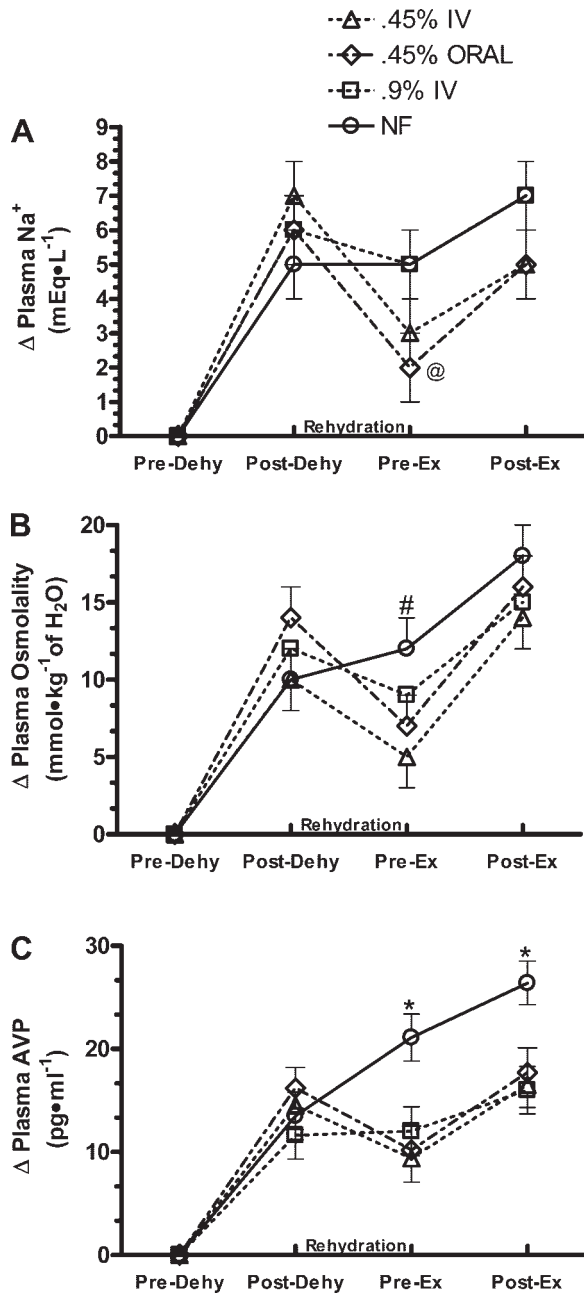 .45% IV
.45% ORAL
.9% IV
NF
A
Δ Plasma Na⁺
(mEq•L⁻¹)
9
8
7
6
5
4
3
2
1
0
@
Rehydration
Pre-Dehy Post-Dehy Pre-Ex Post-Ex
B
Δ Plasma Osmolality
(mmol•kg⁻¹of H₂O)
20
15
10
5
0
#
Rehydration
Pre-Dehy Post-Dehy Pre-Ex Post-Ex
C
Δ Plasma AVP
(pg•ml⁻¹)
30
20
10
0
*
*
Rehydration
Pre-Dehy Post-Dehy Pre-Ex Post-Ex